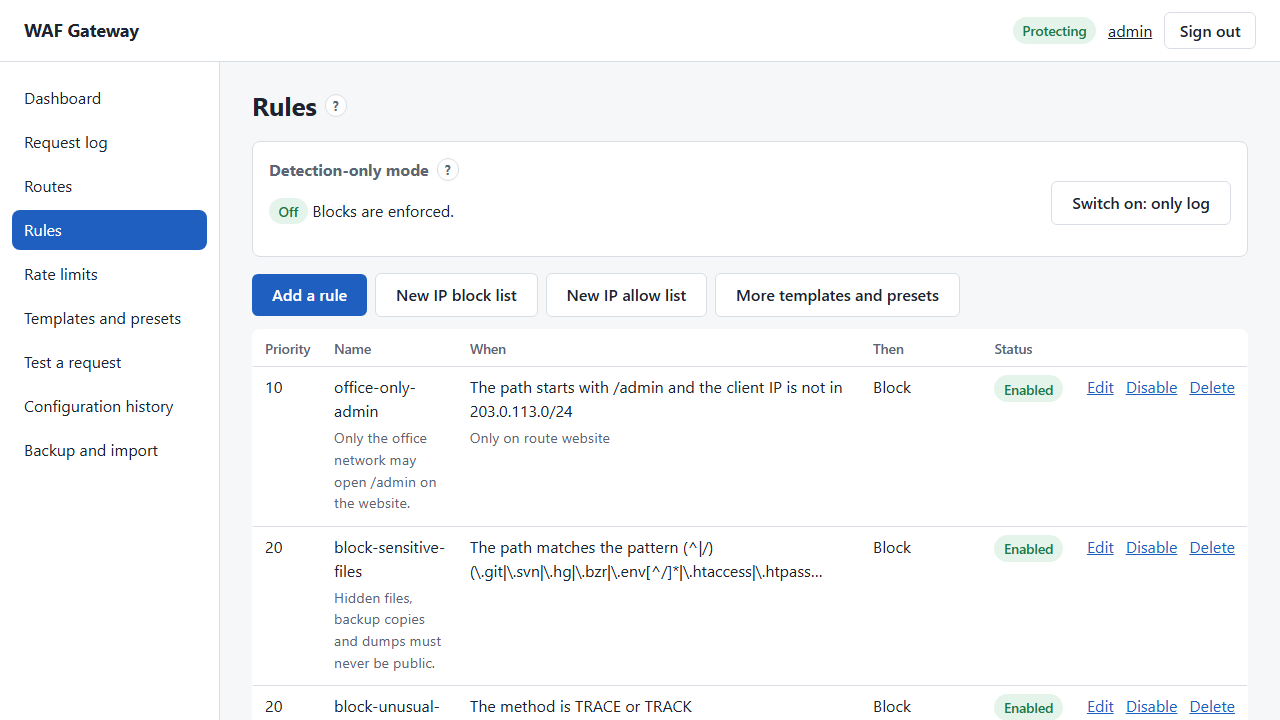 WAF Gateway
Protecting
admin
Sign out
Dashboard
Request log
Routes
Rules
Rate limits
Templates and presets
Test a request
Configuration history
Backup and import
Rules ?
Detection-only mode ?
Off Blocks are enforced.
Switch on: only log
Add a rule
New IP block list
New IP allow list
More templates and presets
Priority Name When Then Status
10
office-only-
admin
Only the office
network may
open /admin on
the website.
The path starts with /admin and the client IP is not in
203.0.113.0/24
Only on route website
Block
Enabled
Edit Disable Delete
20
block-sensitive-
files
Hidden files,
backup copies
and dumps must
never be public.
The path matches the pattern (^|/)
(\.git|\.svn|\.hg|\.bzr|\.env[^/]*|\.htaccess|\.htpass…
Block
Enabled
Edit Disable Delete
20
block-unusual-
The method is TRACE or TRACK
Block
Enabled
Edit Disable Delete